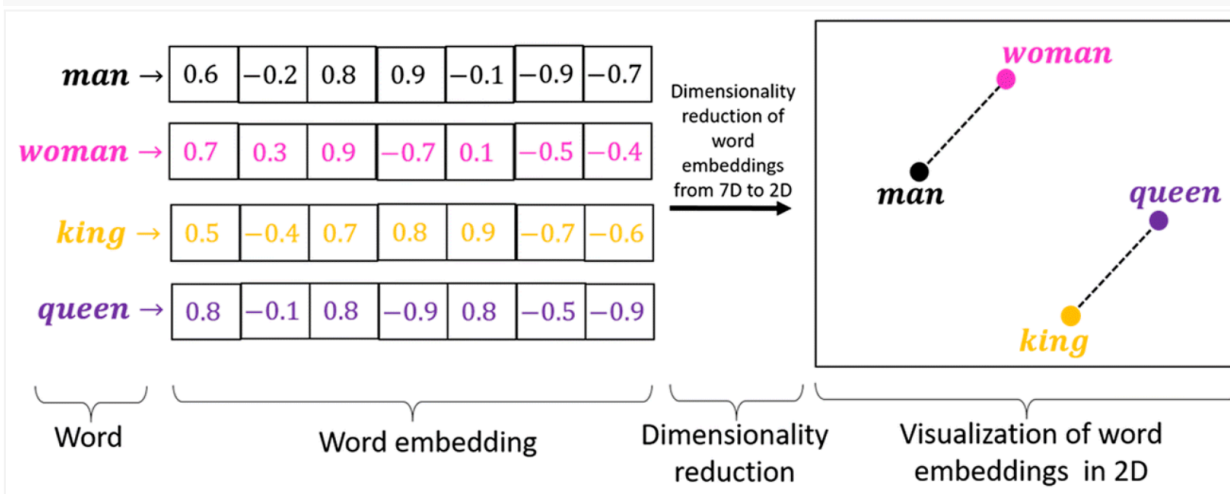 man → 0.6 −0.2 0.8 0.9 −0.1 −0.9 −0.7
woman → 0.7 0.3 0.9 −0.7 0.1 −0.5 −0.4
king → 0.5 −0.4 0.7 0.8 0.9 −0.7 −0.6
queen → 0.8 −0.1 0.8 −0.9 0.8 −0.5 −0.9
Dimensionality
reduction of
word
embeddings
from 7D to 2D
woman
man
queen
king
Word
Word embedding
Dimensionality
reduction
Visualization of word
embeddings in 2D